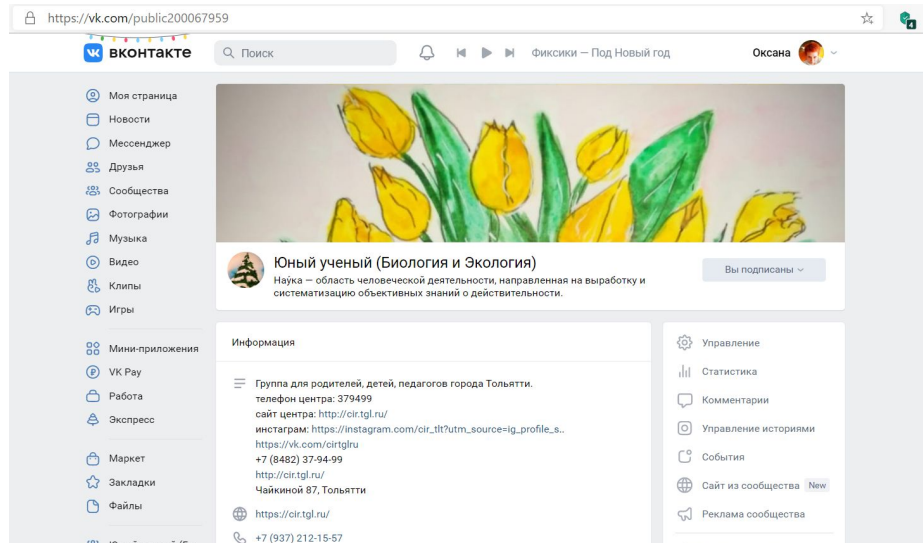 https://vk.com/public200067959
4
вконтакте
Поиск
Фиксики — Под Новый год
Оксана
Моя страница
Новости
Мессенджер
Друзья
Сообщества
Фотографии
Музыка
Видео
Клипы
Игры
Мини-приложения
VK Pay
Работа
Экспресс
Маркет
Закладки
Файлы
Юный ученый (Биология и Экология)
Нау́ка — область человеческой деятельности, направленная на выработку и
систематизацию объективных знаний о действительности.
Вы подписаны
Информация
Группа для родителей, детей, педагогов города Тольятти.
телефон центра: 379499
сайт центра: http://cir.tgl.ru/
инстаграм: https://instagram.com/cir_tlt?utm_source=ig_profile_s..
https://vk.com/cirtglru
+7 (8482) 37-94-99
http://cir.tgl.ru/
Чайкиной 87, Тольятти
https://cir.tgl.ru/
+7 (937) 212-15-57
Управление
Статистика
Комментарии
Управление историями
События
Сайт из сообщества New
Реклама сообщества